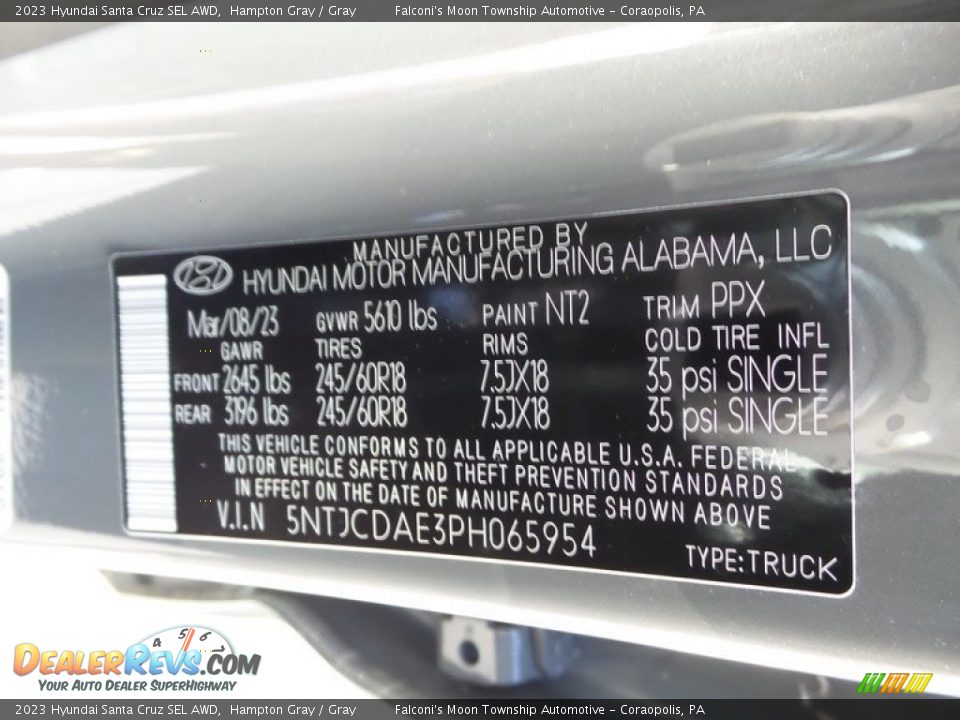 2023 Hyundai Santa Cruz SEL AWD, Hampton Gray / Gray Falconi's Moon Township Automotive - Coraopolis, PA
MANUFACTURED BY
HYUNDAI MOTOR MANUFACTURING ALABAMA, LLC
Mar/08/23 GVWR 5610 lbs PAINT NT2 TRIM PPX
GAWR TIRES RIMS COLD TIRE INFL
FRONT 2645 lbs 245/60R18 7.5JX18 35 psi SINGLE
REAR 3196 lbs 245/60R18 7.5JX18 35 psi SINGLE
THIS VEHICLE CONFORMS TO ALL APPLICABLE U.S.A. FEDERAL
MOTOR VEHICLE SAFETY AND THEFT PREVENTION STANDARDS
IN EFFECT ON THE DATE OF MANUFACTURE SHOWN ABOVE
V.I.N 5NTJCDAE3PH065954
TYPE:TRUCK
4 5 6
DEALERREVS.COM
YOUR AUTO DEALER SUPERHIGHWAY
2023 Hyundai Santa Cruz SEL AWD, Hampton Gray / Gray Falconi's Moon Township Automotive - Coraopolis, PA